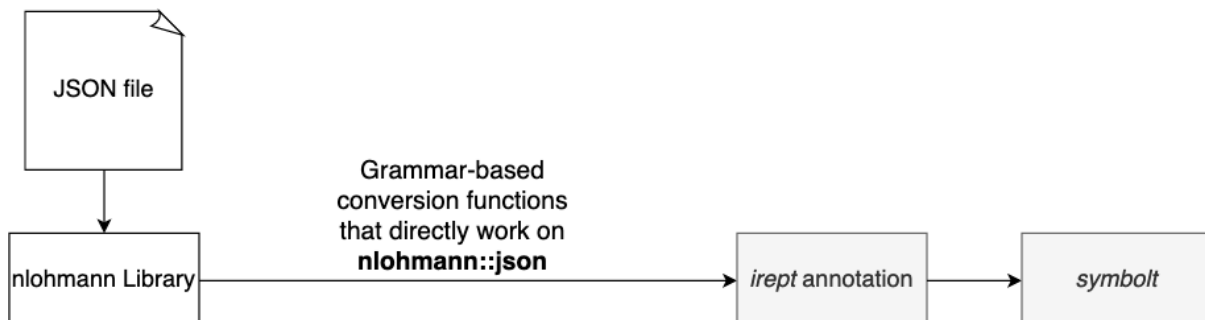 JSON file
Grammar-based
conversion functions
that directly work on
nlohmann::json
nlohmann Library
irept annotation
symbolt